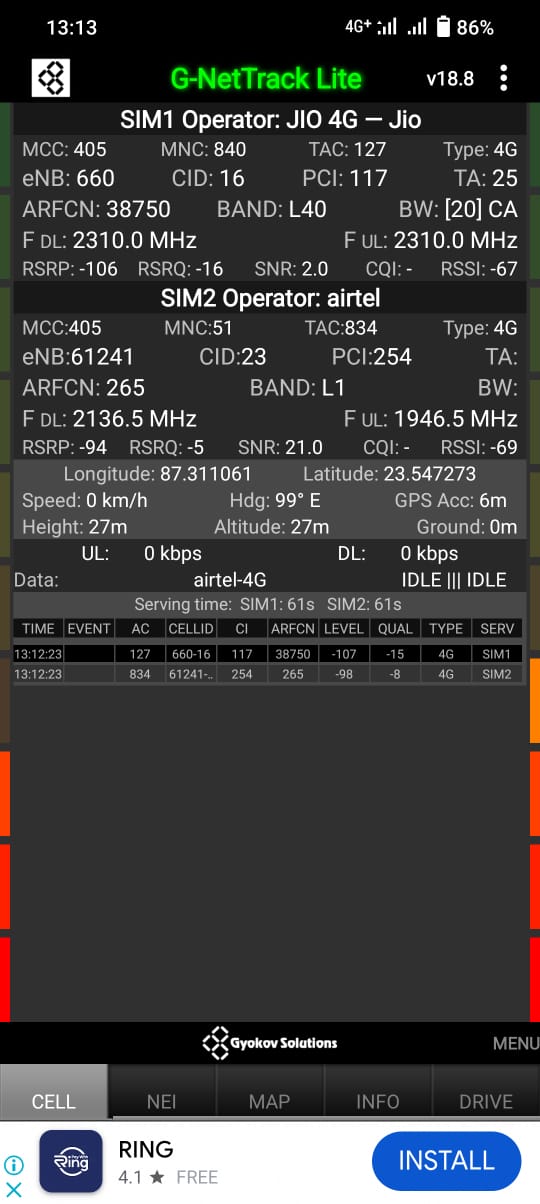 13:13 4G+ 86%
G-NetTrack Lite v18.8
SIM1 Operator: JIO 4G — Jio
MCC: 405 MNC: 840 TAC: 127 Type: 4G
eNB: 660 CID: 16 PCI: 117 TA: 25
ARFCN: 38750 BAND: L40 BW: [20] CA
F DL: 2310.0 MHz F UL: 2310.0 MHz
RSRP: -106 RSRQ: -16 SNR: 2.0 CQI: - RSSI: -67
SIM2 Operator: airtel
MCC:405 MNC:51 TAC:834 Type: 4G
eNB:61241 CID:23 PCI:254 TA:
ARFCN: 265 BAND: L1 BW:
F DL: 2136.5 MHz F UL: 1946.5 MHz
RSRP: -94 RSRQ: -5 SNR: 21.0 CQI: - RSSI: -69
Longitude: 87.311061 Latitude: 23.547273
Speed: 0 km/h Hdg: 99° E GPS Acc: 6m
Height: 27m Altitude: 27m Ground: 0m
UL: 0 kbps DL: 0 kbps
Data: airtel-4G IDLE ||| IDLE
Serving time: SIM1: 61s SIM2: 61s
TIME EVENT AC CELLID CI ARFCN LEVEL QUAL TYPE SERV
13:12:23 127 660-16 117 38750 -107 -15 4G SIM1
13:12:23 834 61241-.. 254 265 -98 -8 4G SIM2
Gyokov Solutions MENU
CELL NEI MAP INFO DRIVE
Ring RING
4.1 ★ FREE
INSTALL